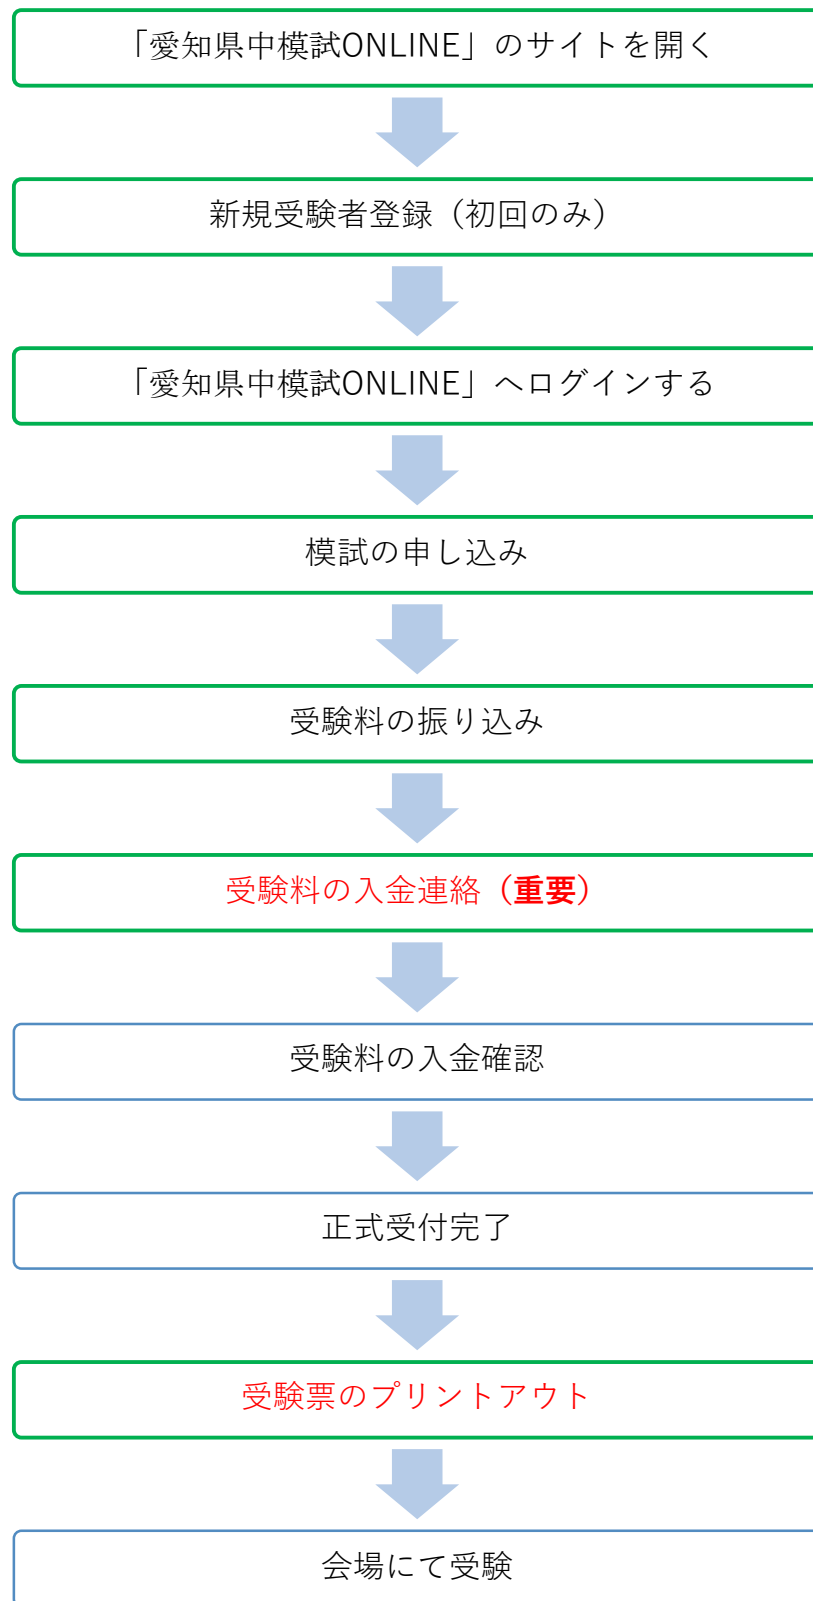 「愛知県中模試ONLINE」のサイトを開く
新規受験者登録（初回のみ）
「愛知県中模試ONLINE」へログインする
模試の申し込み
受験料の振り込み
受験料の入金連絡（重要）
受験料の入金確認
正式受付完了
受験票のプリントアウト
会場にて受験